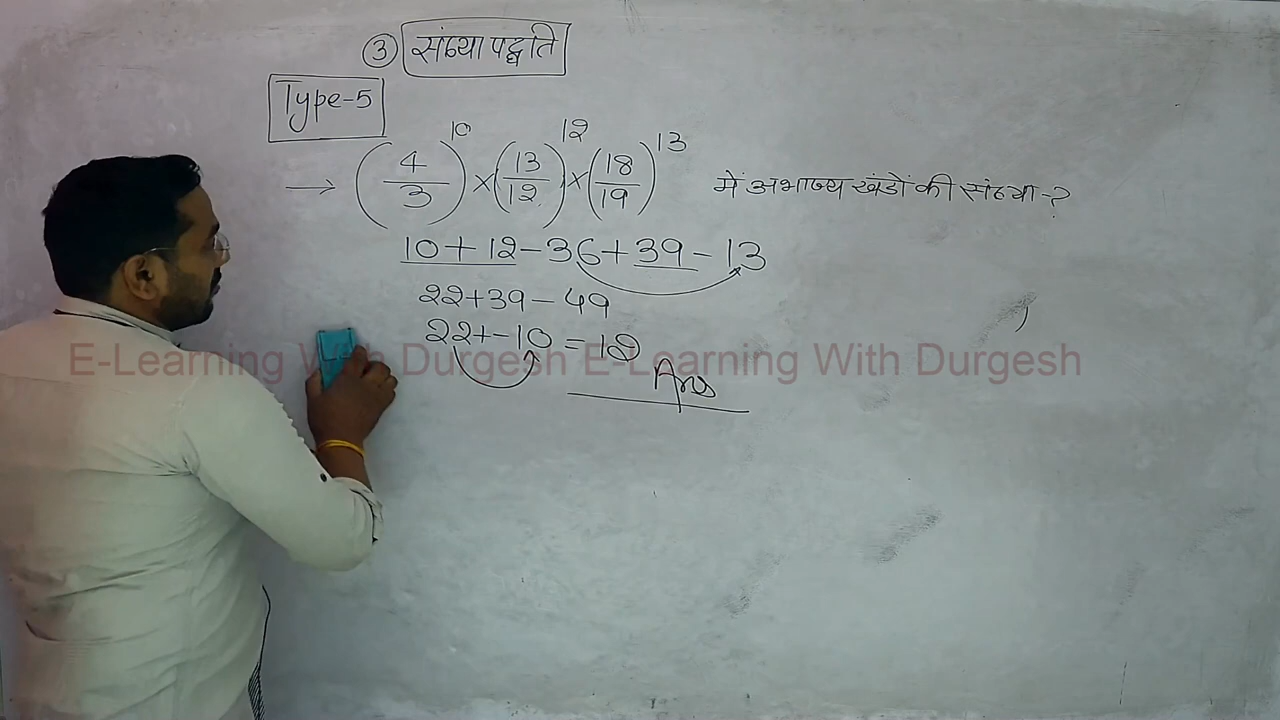 ③ संख्या पद्धति
Type-5
→ (4/3)^10 × (13/12)^12 × (18/19)^13 में अभाज्य खंडों की संख्या-?
10+12-36+39-13
22+39-49
22+-10=12
Ans
E-Learning With Durgesh E-Learning With Durgesh